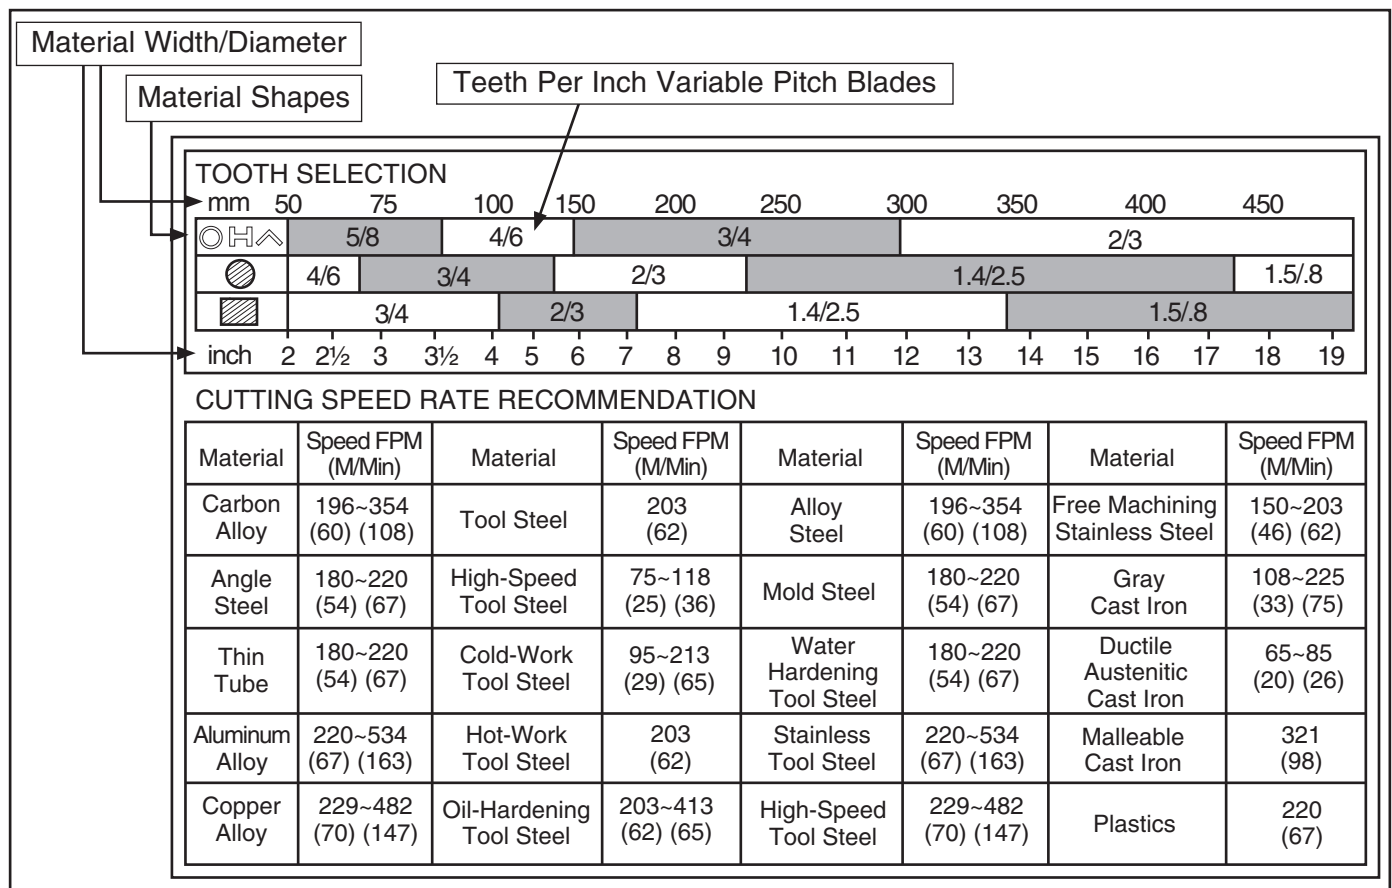 Material Width/Diameter
Material Shapes
Teeth Per Inch Variable Pitch Blades
TOOTH SELECTION
mm 50 75 100 150 200 250 300 350 400 450
5/8 4/6 3/4 2/3
4/6 3/4 2/3 1.4/2.5 1.5/.8
3/4 2/3 1.4/2.5 1.5/.8
inch 2 2½ 3 3½ 4 5 6 7 8 9 10 11 12 13 14 15 16 17 18 19
CUTTING SPEED RATE RECOMMENDATION
Material Speed FPM Material Speed FPM Material Speed FPM Material Speed FPM
(M/Min) (M/Min) (M/Min) (M/Min)
Carbon 196~354 Tool Steel 203 Alloy 196~354 Free Machining 150~203
Alloy (60) (108) (62) Steel (60) (108) Stainless Steel (46) (62)
Angle 180~220 High-Speed 75~118 Mold Steel 180~220 Gray 108~225
Steel (54) (67) Tool Steel (25) (36) (54) (67) Cast Iron (33) (75)
Thin 180~220 Cold-Work 95~213 Water 180~220 Ductile 65~85
Tube (54) (67) Tool Steel (29) (65) Hardening (54) (67) Austenitic (20) (26)
Tool Steel Cast Iron
Aluminum 220~534 Hot-Work 203 Stainless 220~534 Malleable 321
Alloy (67) (163) Tool Steel (62) Tool Steel (67) (163) Cast Iron (98)
Copper 229~482 Oil-Hardening 203~413 High-Speed 229~482 Plastics 220
Alloy (70) (147) Tool Steel (62) (65) Tool Steel (70) (147) (67)